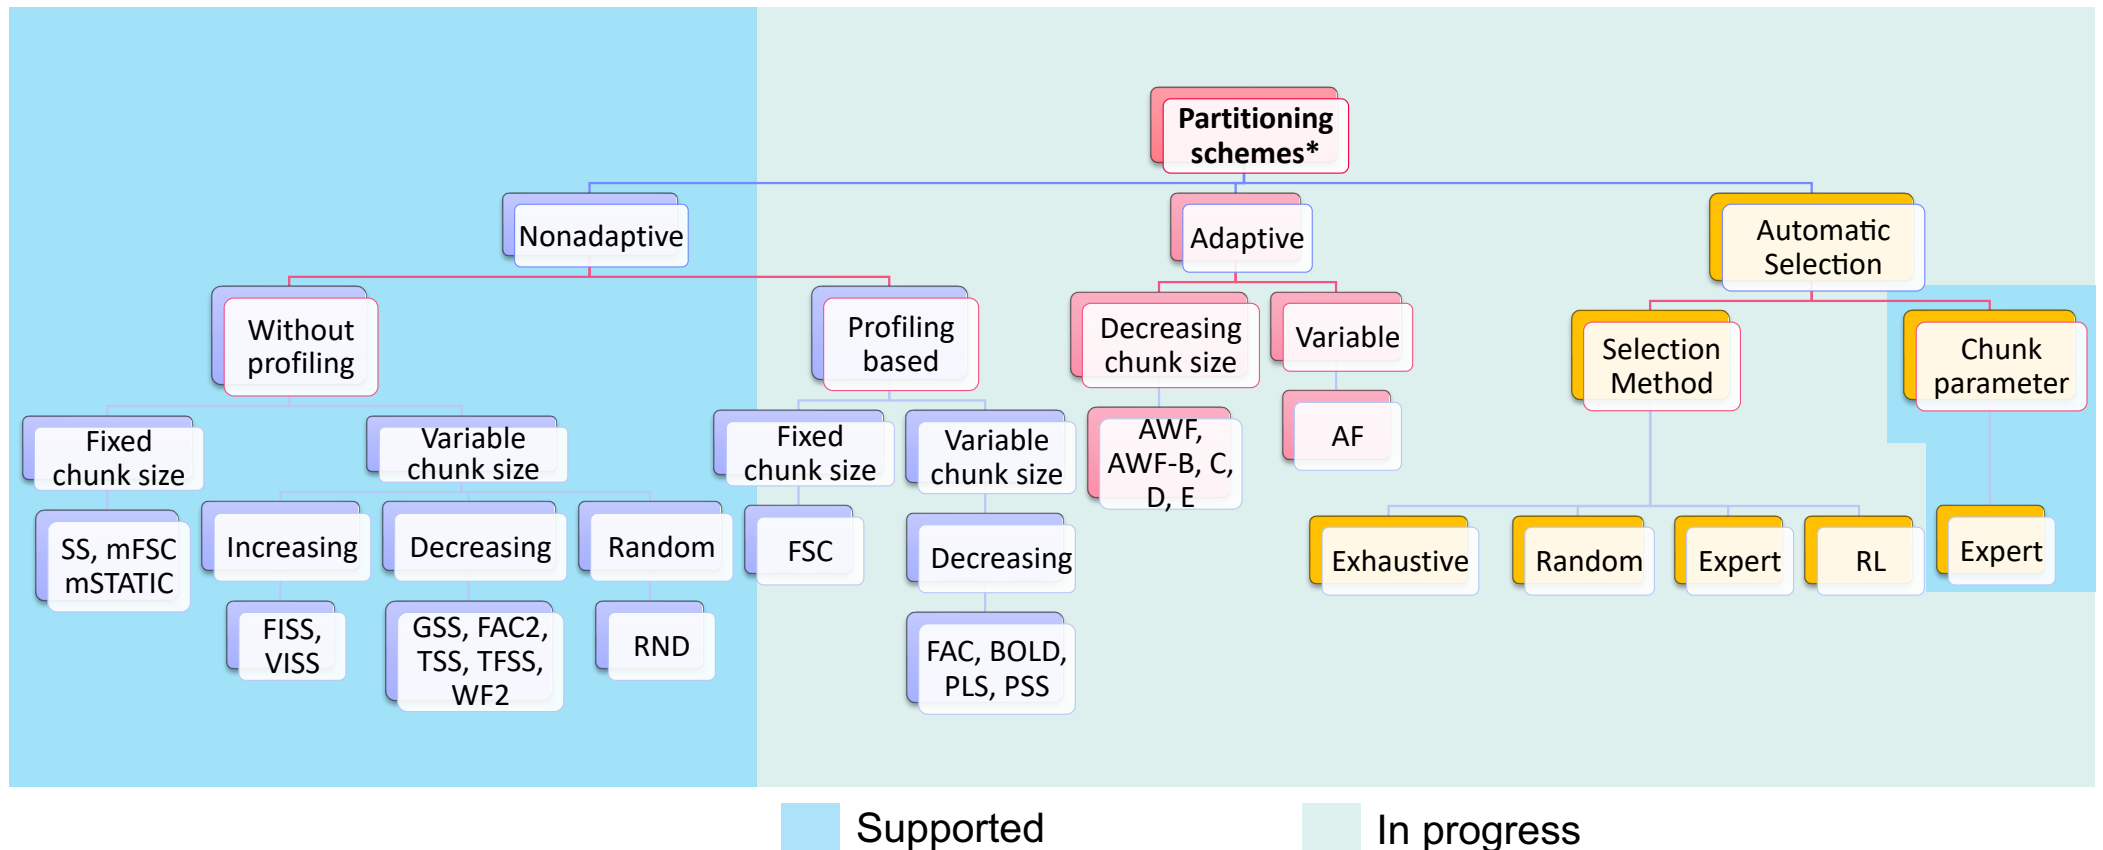 Partitioning
schemes*
Nonadaptive
Adaptive
Automatic
Selection
Without
profiling
Profiling
based
Decreasing
chunk size
Variable
Selection
Method
Chunk
parameter
Fixed
chunk size
Variable
chunk size
Fixed
chunk size
Variable
chunk size
AWF,
AWF-B, C,
D, E
AF
SS, mFSC
mSTATIC
Increasing
Decreasing
Random
FSC
Decreasing
Exhaustive
Random
Expert
RL
Expert
FISS,
VISS
GSS, FAC2,
TSS, TFSS,
WF2
RND
FAC, BOLD,
PLS, PSS
Supported
In progress